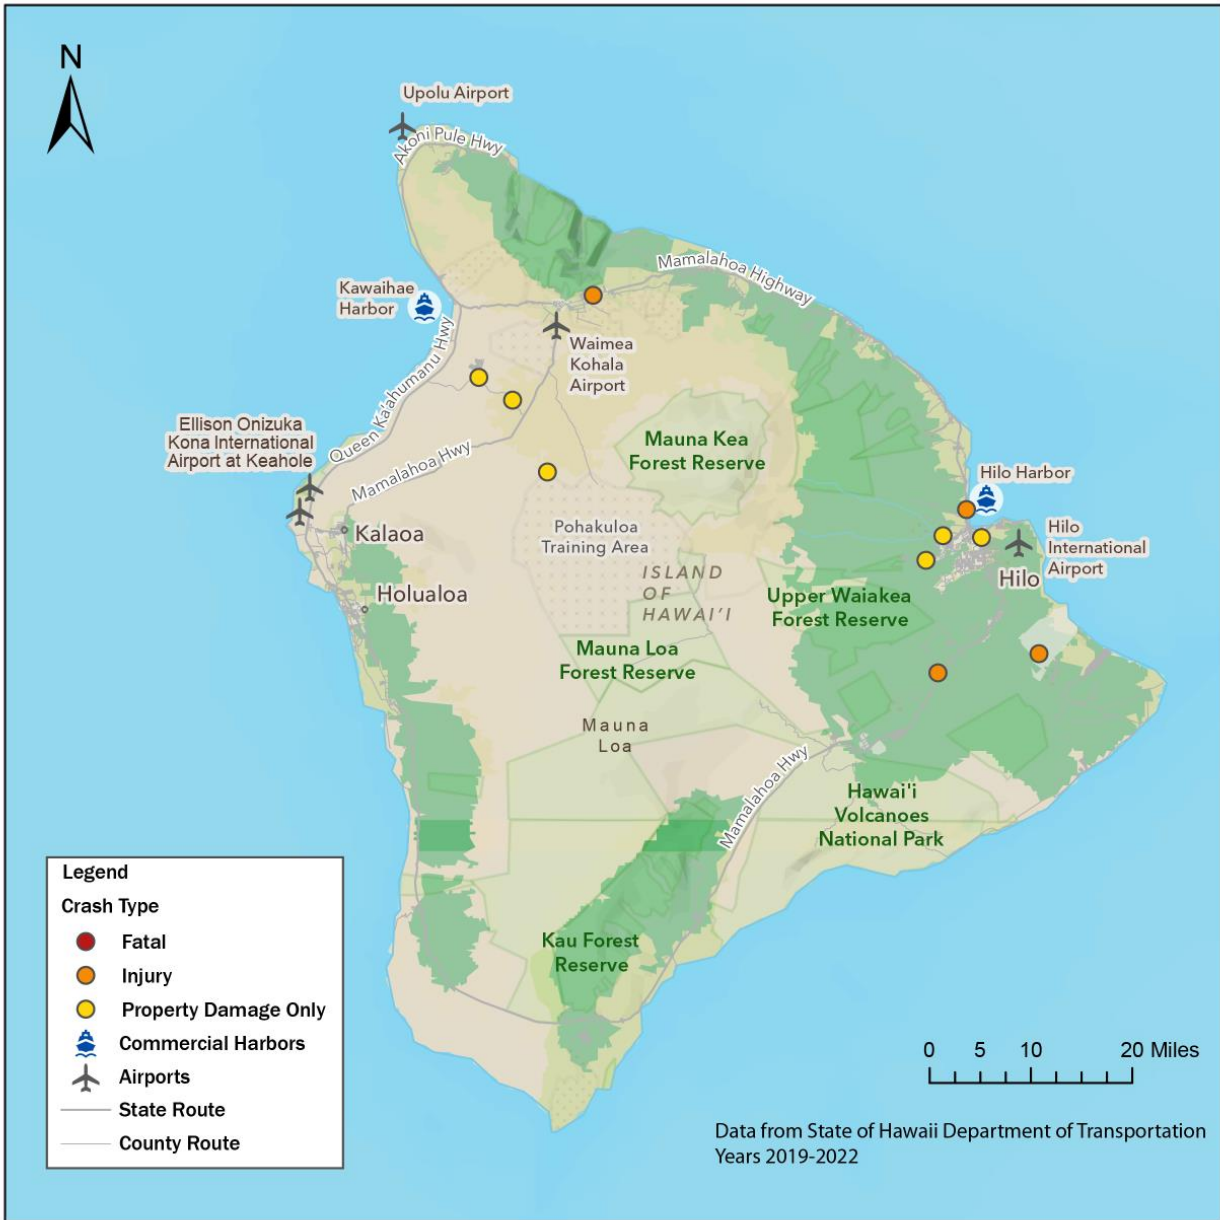 N
Upolu Airport
Akoni Pule Hwy
Mamalahoa Highway
Kawaihae
Harbor
Queen Ka'ahumanu Hwy
Waimea
Kohala
Airport
Ellison Onizuka
Kona International
Airport at Keahole
Mamalahoa Hwy
Mauna Kea
Forest Reserve
Hilo Harbor
Kalaoa
Pohakuloa
Training Area
Hilo
International
Airport
Hilo
Holualoa
ISLAND
OF
HAWAI'I
Upper Waiakea
Forest Reserve
Mauna Loa
Forest Reserve
Mauna
Loa
Mamalahoa Hwy
Hawai'i
Volcanoes
National Park
Kau Forest
Reserve
Legend
Crash Type
Fatal
Injury
Property Damage Only
Commercial Harbors
Airports
State Route
County Route
0 5 10 20 Miles
Data from State of Hawaii Department of Transportation
Years 2019-2022